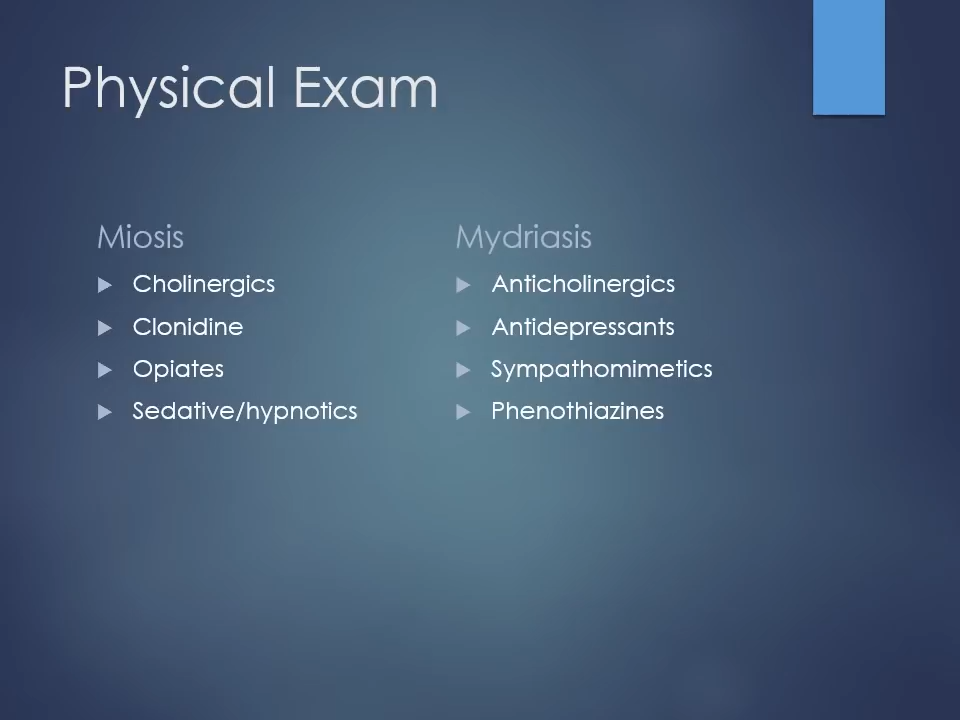 Physical Exam
Miosis
Cholinergics
Clonidine
Opiates
Sedative/hypnotics
Mydriasis
Anticholinergics
Antidepressants
Sympathomimetics
Phenothiazines